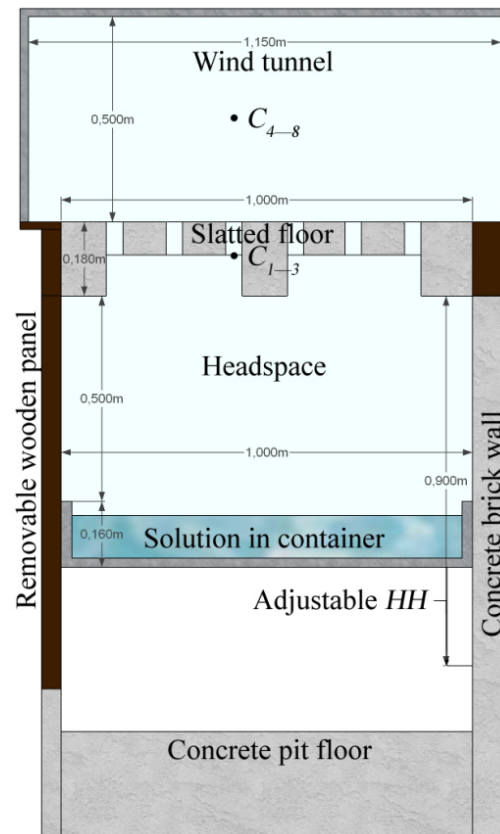 1,150m
Wind tunnel
0,500m
C4—8
1,000m
Slatted floor
0,180m
C1—3
Headspace
0,500m
1,000m
0,900m
Removable wooden panel
Concrete brick wall
0,160m
Solution in container
Adjustable HH
Concrete pit floor